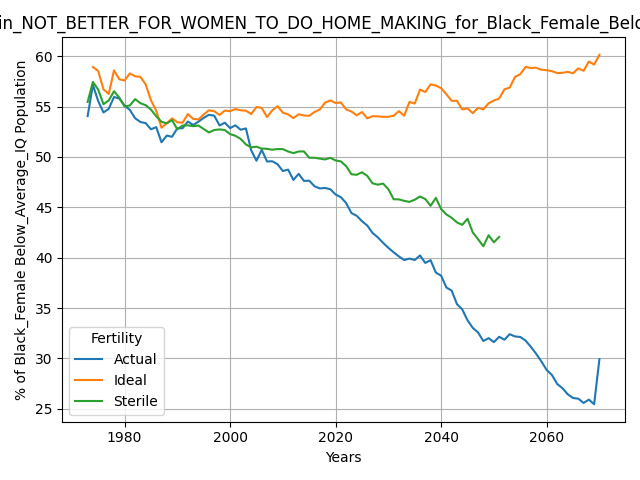 in_NOT_BETTER_FOR_WOMEN_TO_DO_HOME_MAKING_for_Black_Female_Belo
% of Black_Female Below_Average_IQ Population
60
55
50
45
40
35
30
25
Fertility
Actual
Ideal
Sterile
1980
2000
2020
2040
2060
Years